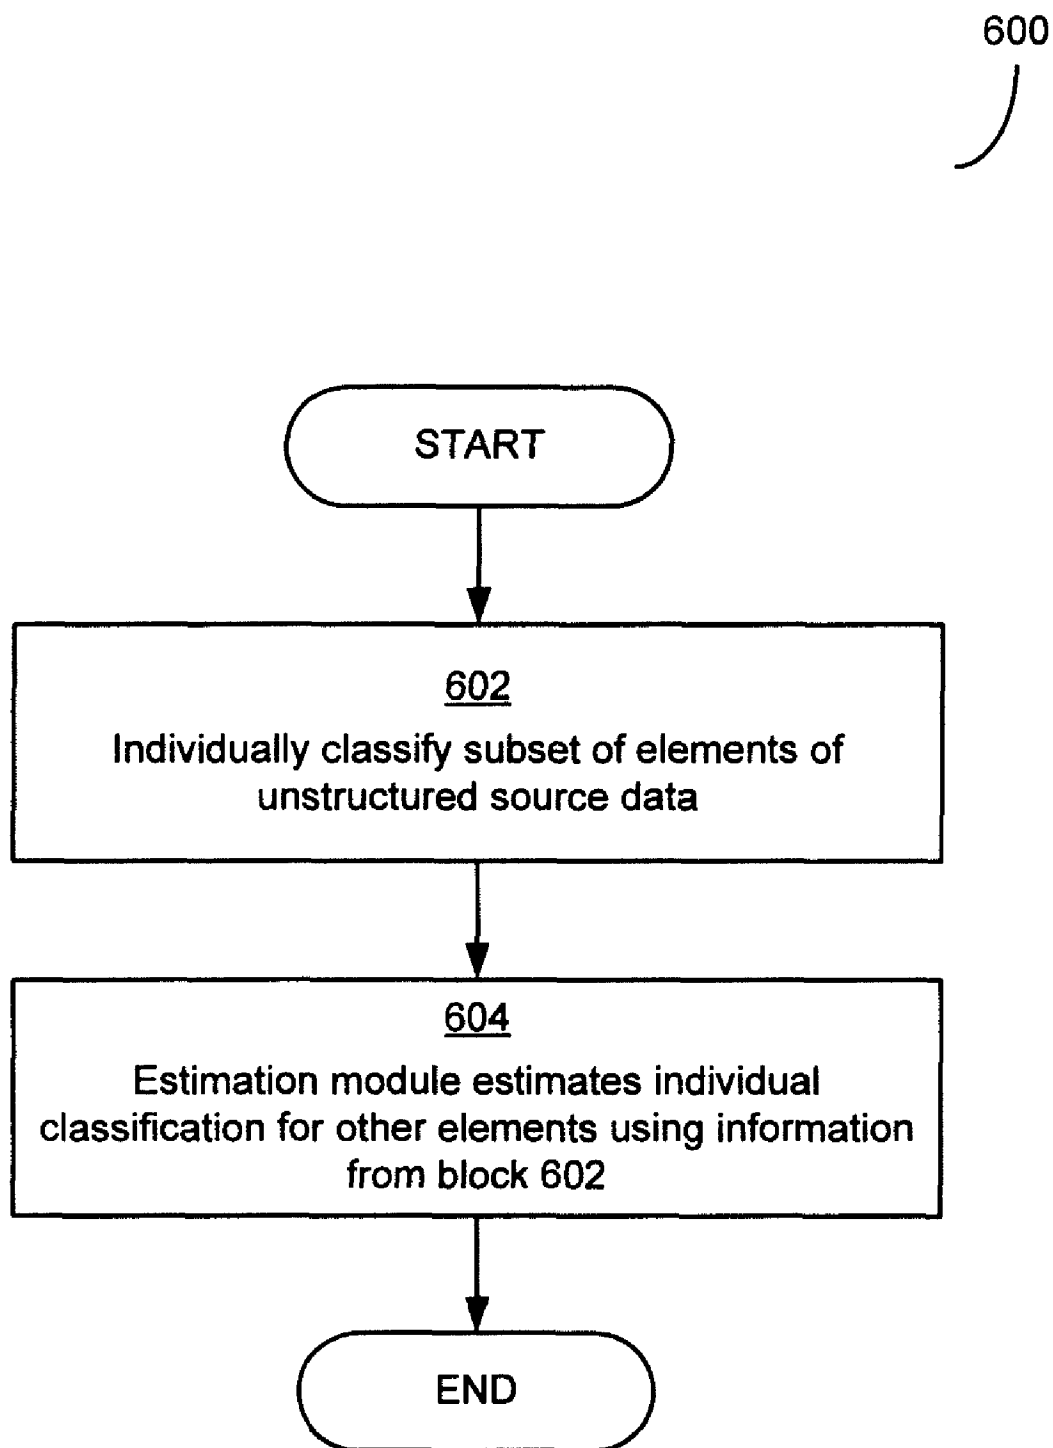 600
START
602
Individually classify subset of elements of
unstructured source data
604
Estimation module estimates individual
classification for other elements using information
from block 602
END